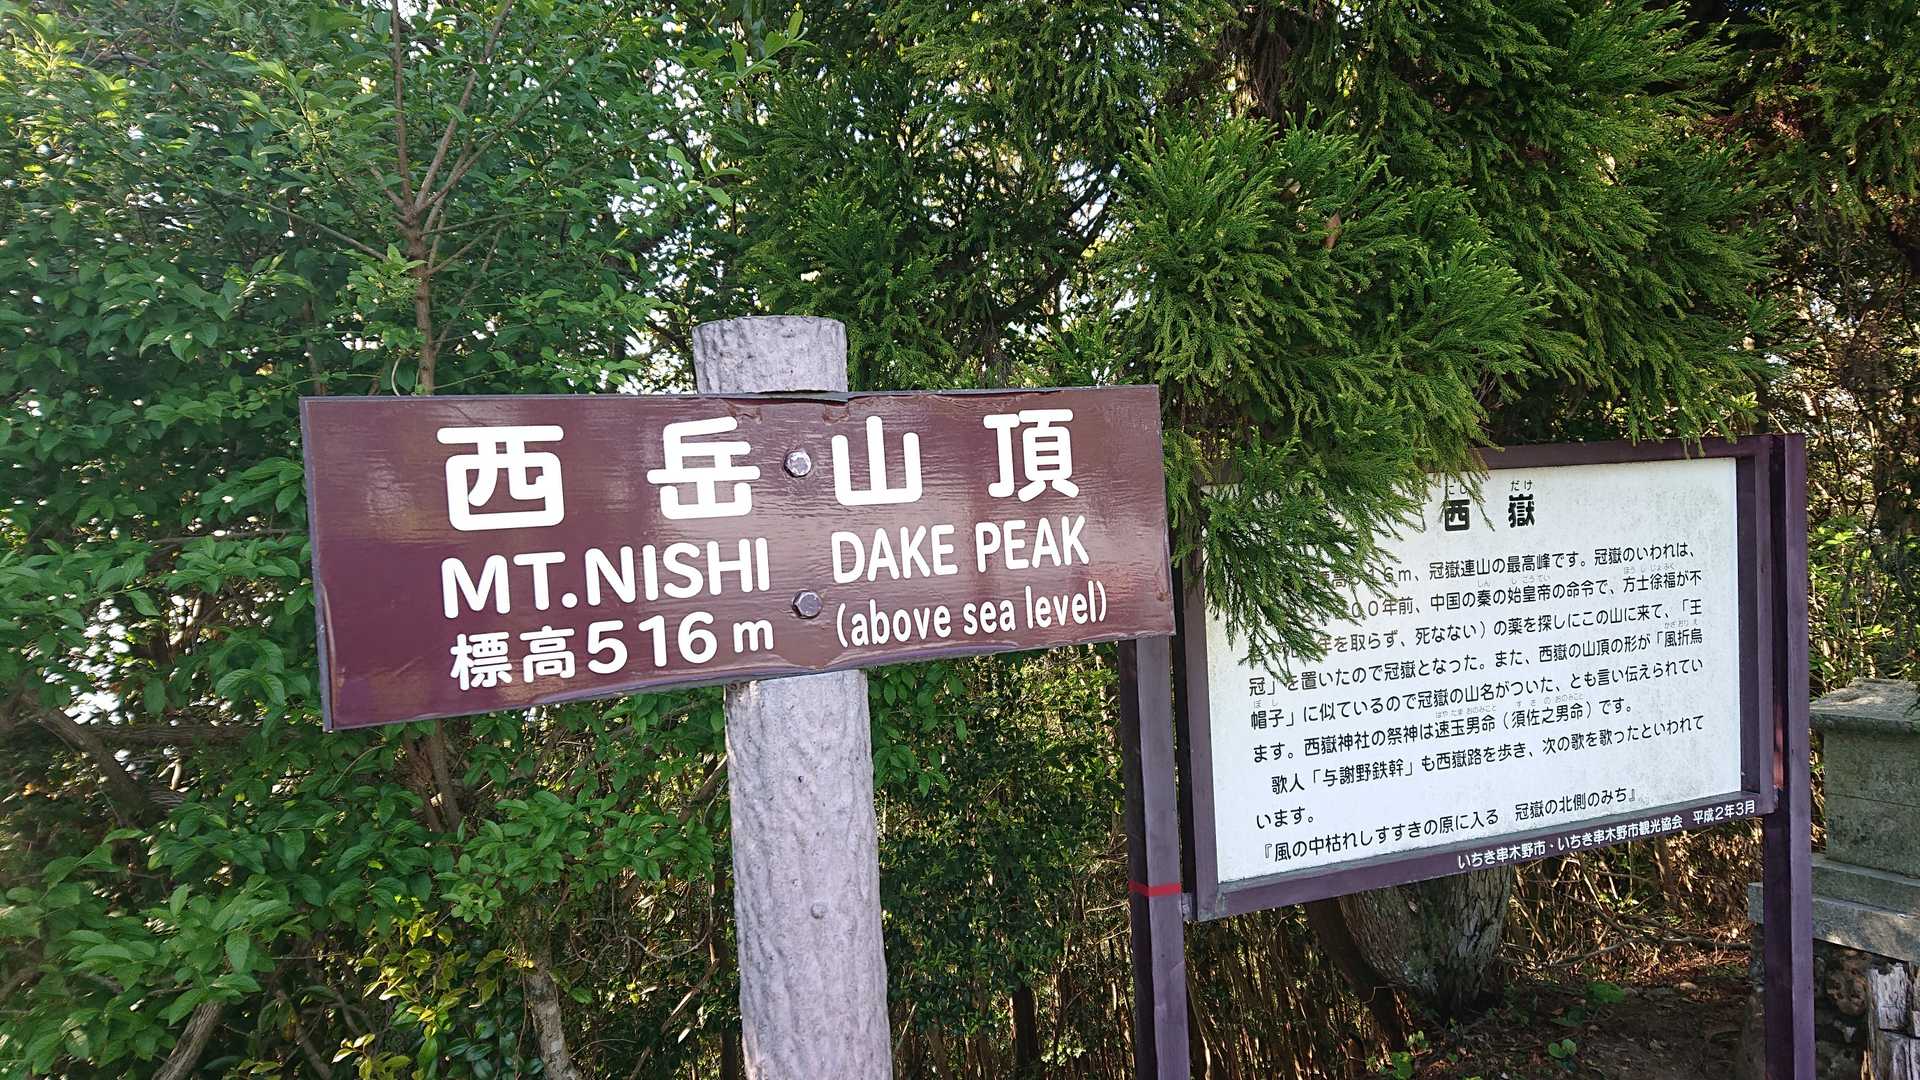 西岳山頂
MT.NISHI DAKE PEAK
標高516m (above sea level)
にし だけ
西嶽
6m、冠嶽連山の最高峰です。冠嶽のいわれは、
００年前、中国の秦の始皇帝の命令で、方士徐福が不
年を取らず、死なない）の薬を探しにこの山に来て、「王
冠」を置いたので冠嶽となった。また、西嶽の山頂の形が「風折烏
帽子」に似ているので冠嶽の山名がついた、とも言い伝えられてい
ます。西嶽神社の祭神は速玉男命（須佐之男命）です。
歌人「与謝野鉄幹」も西嶽路を歩き、次の歌を歌ったといわれて
います。
『風の中枯れしすすきの原に入る 冠嶽の北側のみち』
いちき串木野市・いちき串木野市観光協会 平成2年3月